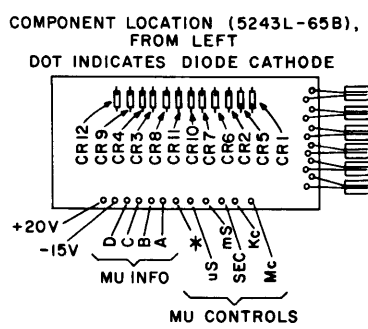 COMPONENT LOCATION (5243L-65B),
FROM LEFT
DOT INDICATES DIODE CATHODE
CR12
CR9
CR4
CR3
CR8
CR11
CR10
CR7
CR6
CR2
CR5
CR1
+20V
-15V
D
C
B
A
*
uS
mS
SEC
Kc
Mc
MU INFO
MU CONTROLS